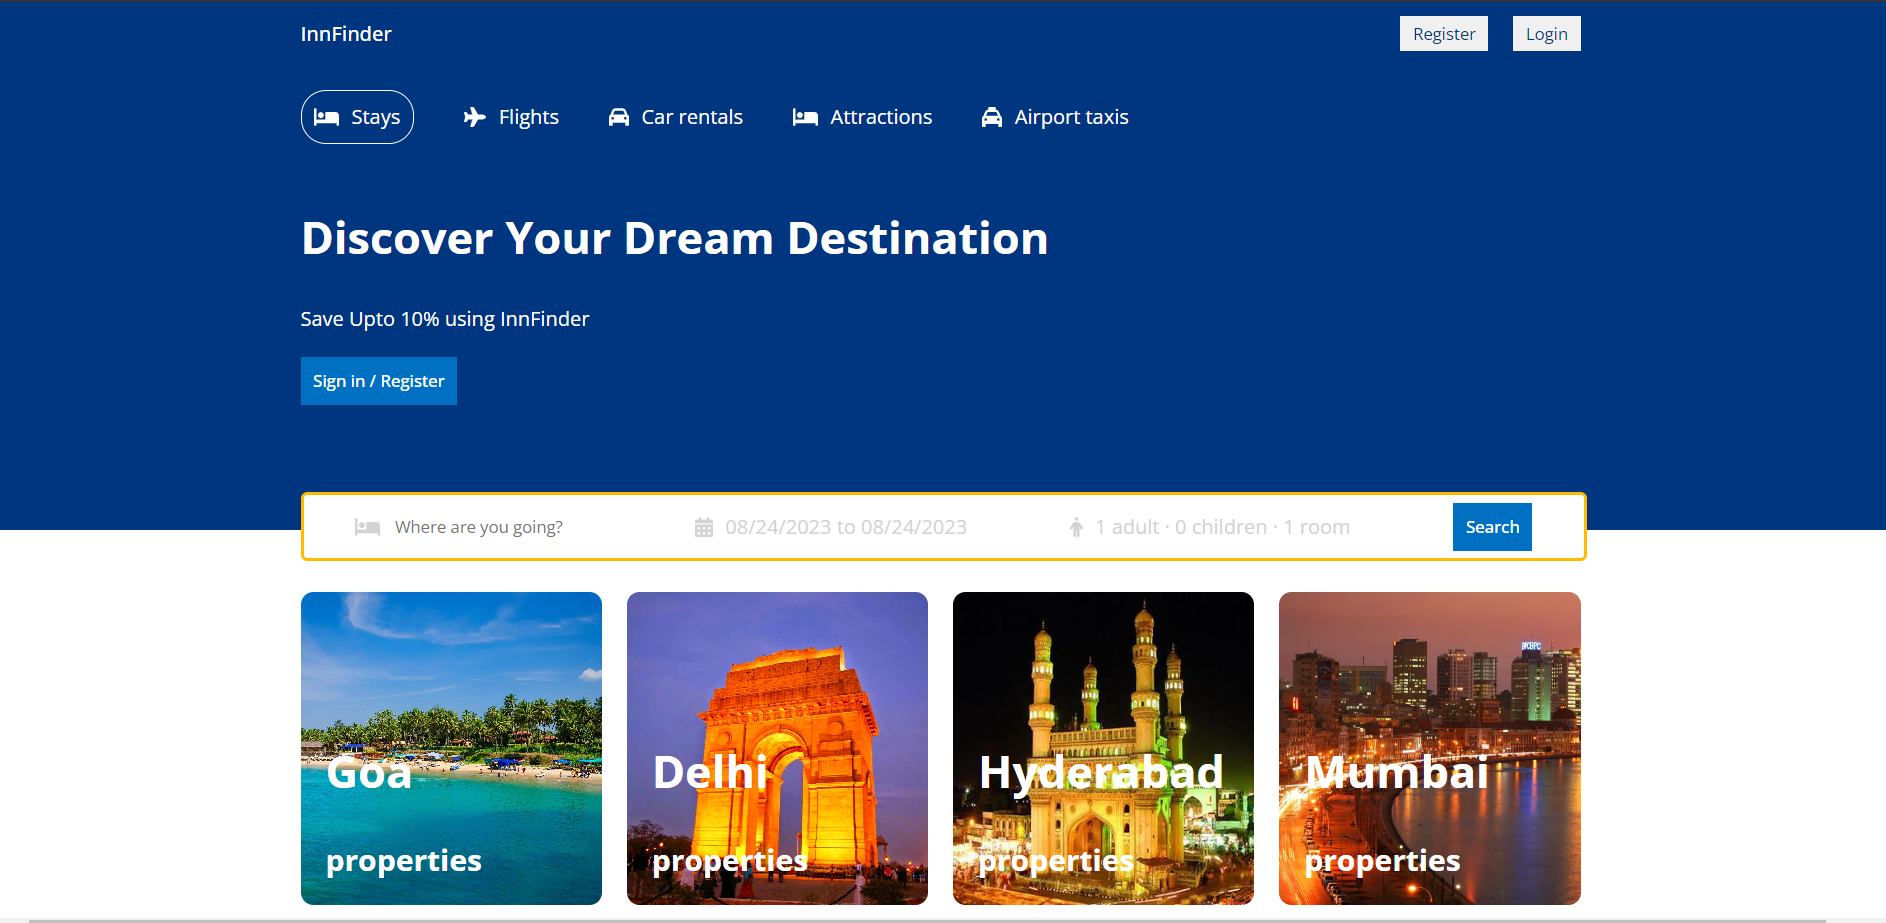 InnFinder
Register
Login
Stays
Flights
Car rentals
Attractions
Airport taxis
Discover Your Dream Destination
Save Upto 10% using InnFinder
Sign in / Register
Where are you going?
08/24/2023 to 08/24/2023
1 adult · 0 children · 1 room
Search
Goa
properties
Delhi
properties
Hyderabad
properties
Mumbai
properties